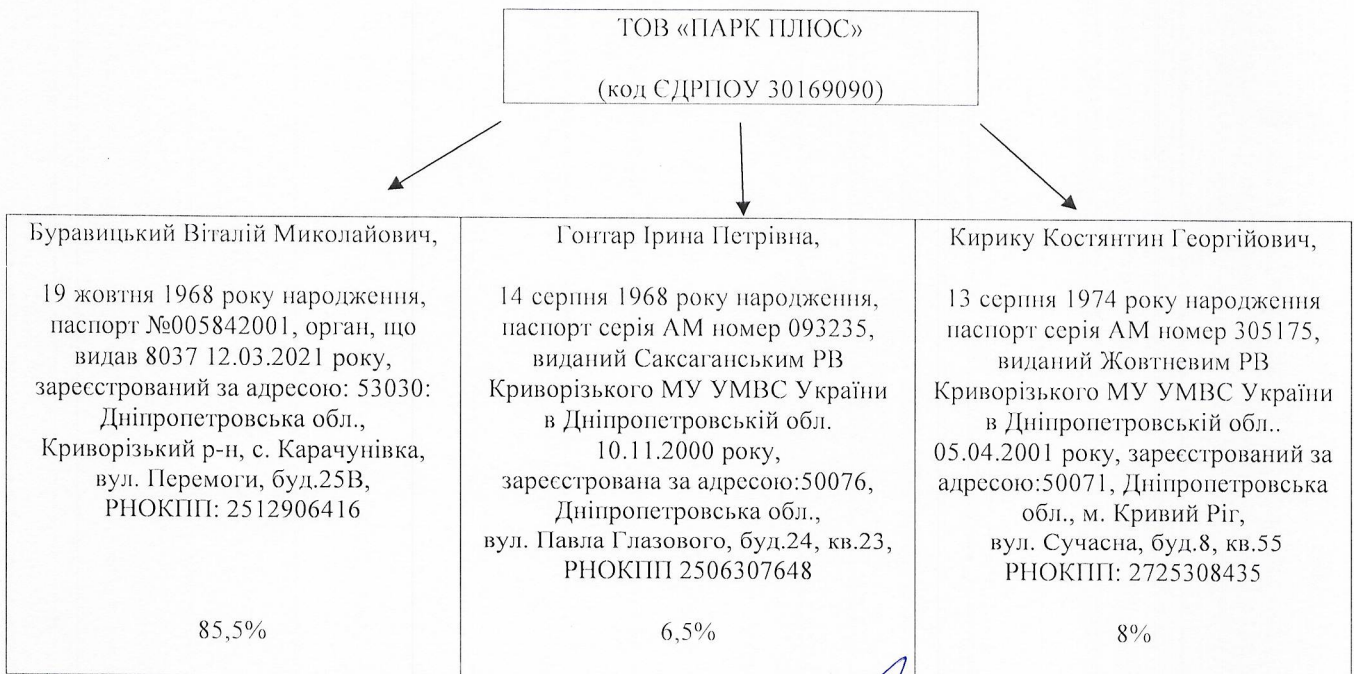 ТОВ «ПАРК ПЛЮС»
(код ЄДРПОУ 30169090)
Буравицький Віталій Миколайович,
19 жовтня 1968 року народження,
паспорт №005842001, орган, що
видав 8037 12.03.2021 року,
зареєстрований за адресою: 53030:
Дніпропетровська обл.,
Криворізький р-н, с. Карачунівка,
вул. Перемоги, буд.25В,
РНОКПП: 2512906416
85,5%
Гонтар Ірина Петрівна,
14 серпня 1968 року народження,
паспорт серія АМ номер 093235,
виданий Саксаганським РВ
Криворізького МУ УМВС України
в Дніпропетровській обл.
10.11.2000 року,
зареєстрована за адресою:50076,
Дніпропетровська обл.,
вул. Павла Глазового, буд.24, кв.23,
РНОКПП 2506307648
6,5%
Кирику Костянтин Георгійович,
13 серпня 1974 року народження
паспорт серія АМ номер 305175,
виданий Жовтневим РВ
Криворізького МУ УМВС України
в Дніпропетровській обл..
05.04.2001 року, зареєстрований за
адресою:50071, Дніпропетровська
обл., м. Кривий Ріг,
вул. Сучасна, буд.8, кв.55
РНОКПП: 2725308435
8%